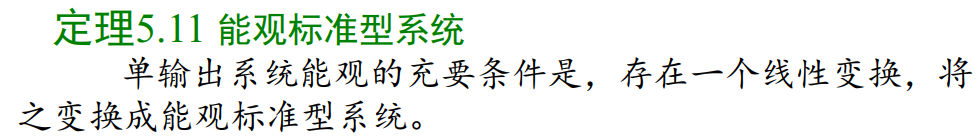 定理5.11 能观标准型系统
单输出系统能观的充要条件是，存在一个线性变换，将
之变换成能观标准型系统。